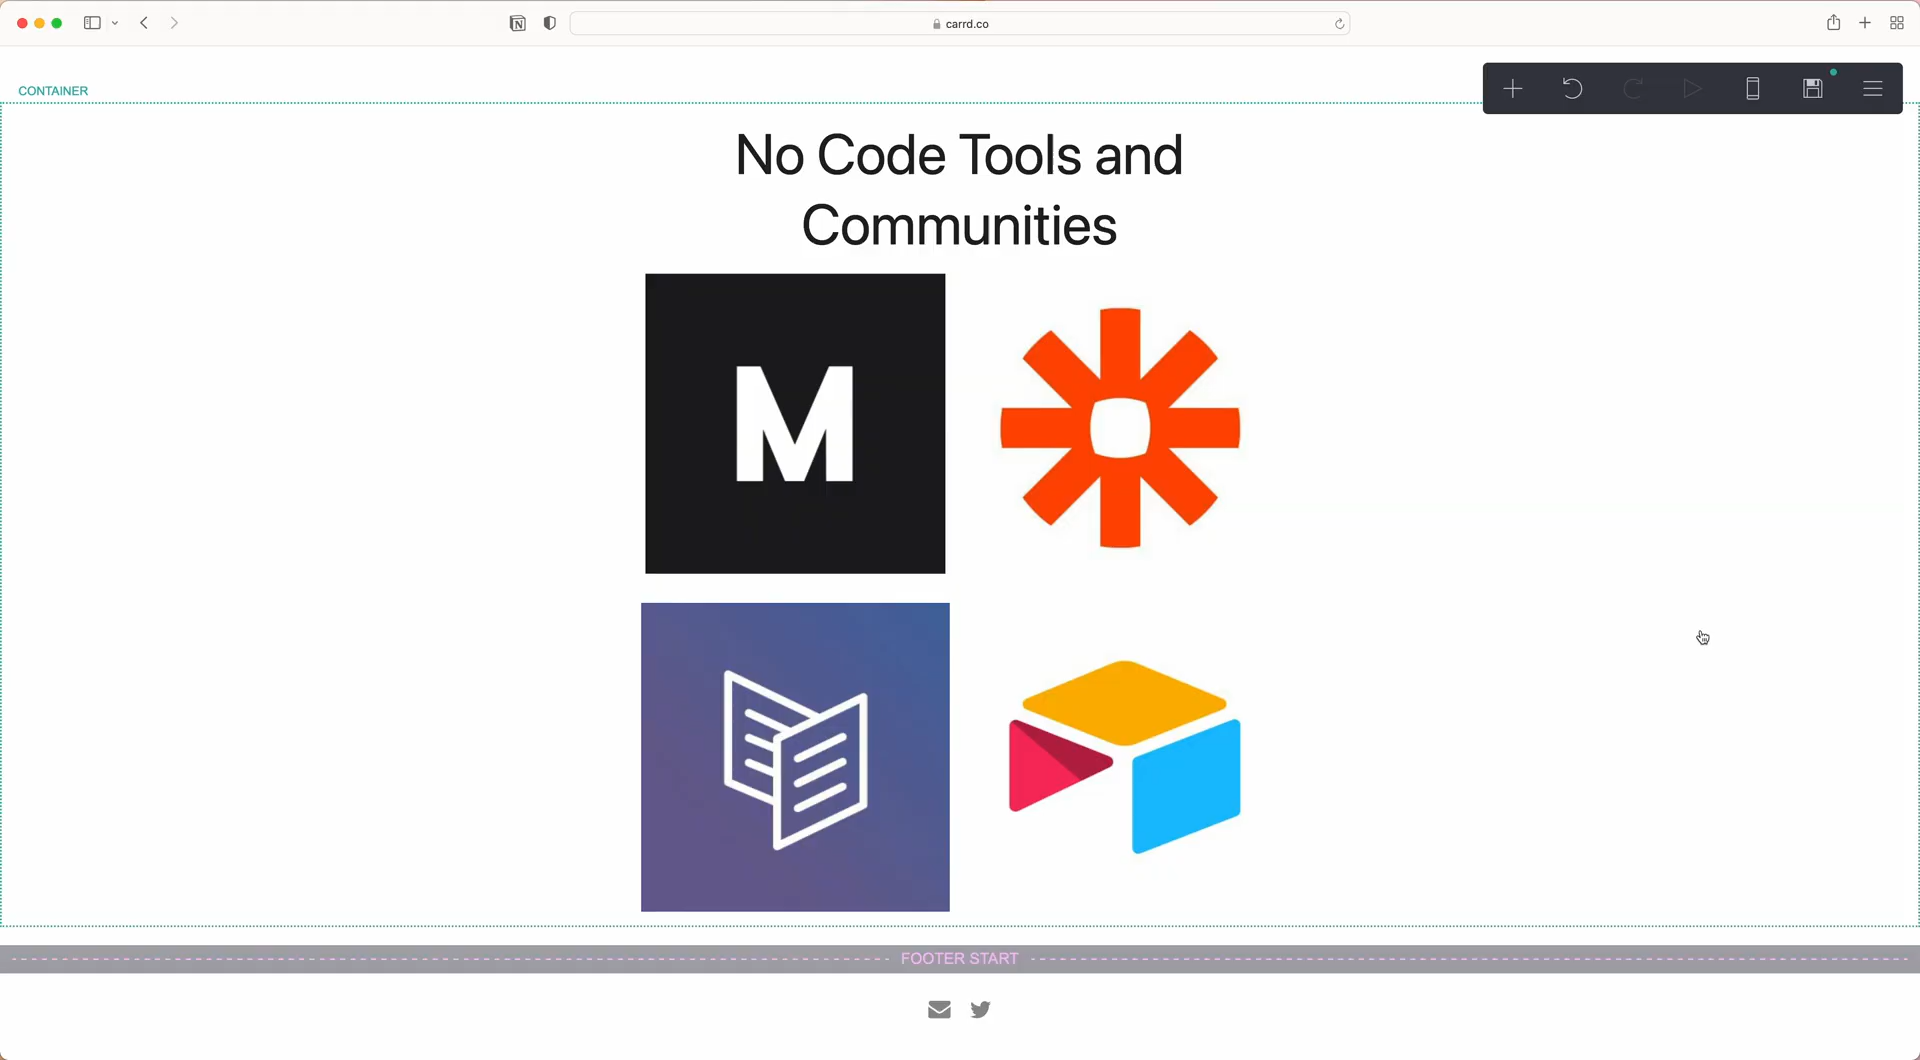 carrd.co
CONTAINER
No Code Tools and
Communities
M
FOOTER START